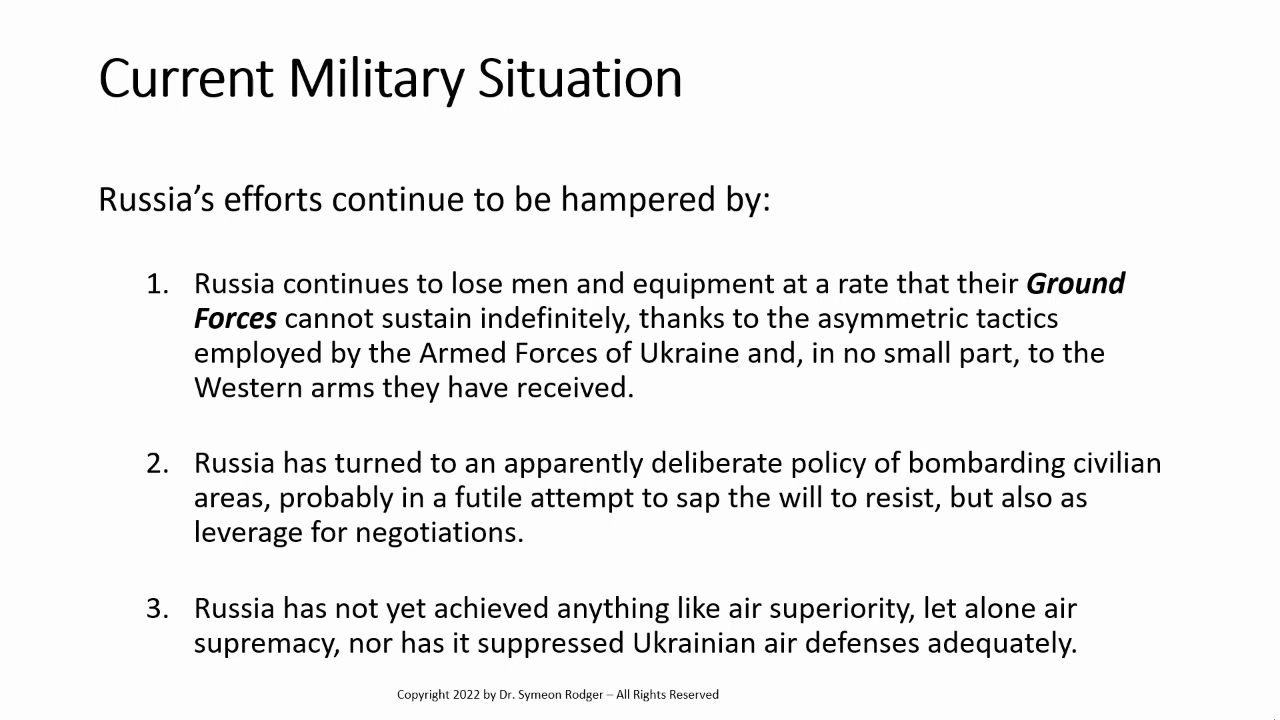 Current Military Situation
Russia’s efforts continue to be hampered by:
1. Russia continues to lose men and equipment at a rate that their Ground
Forces cannot sustain indefinitely, thanks to the asymmetric tactics
employed by the Armed Forces of Ukraine and, in no small part, to the
Western arms they have received.
2. Russia has turned to an apparently deliberate policy of bombarding civilian
areas, probably in a futile attempt to sap the will to resist, but also as
leverage for negotiations.
3. Russia has not yet achieved anything like air superiority, let alone air
supremacy, nor has it suppressed Ukrainian air defenses adequately.
Copyright 2022 by Dr. Symeon Rodger – All Rights Reserved